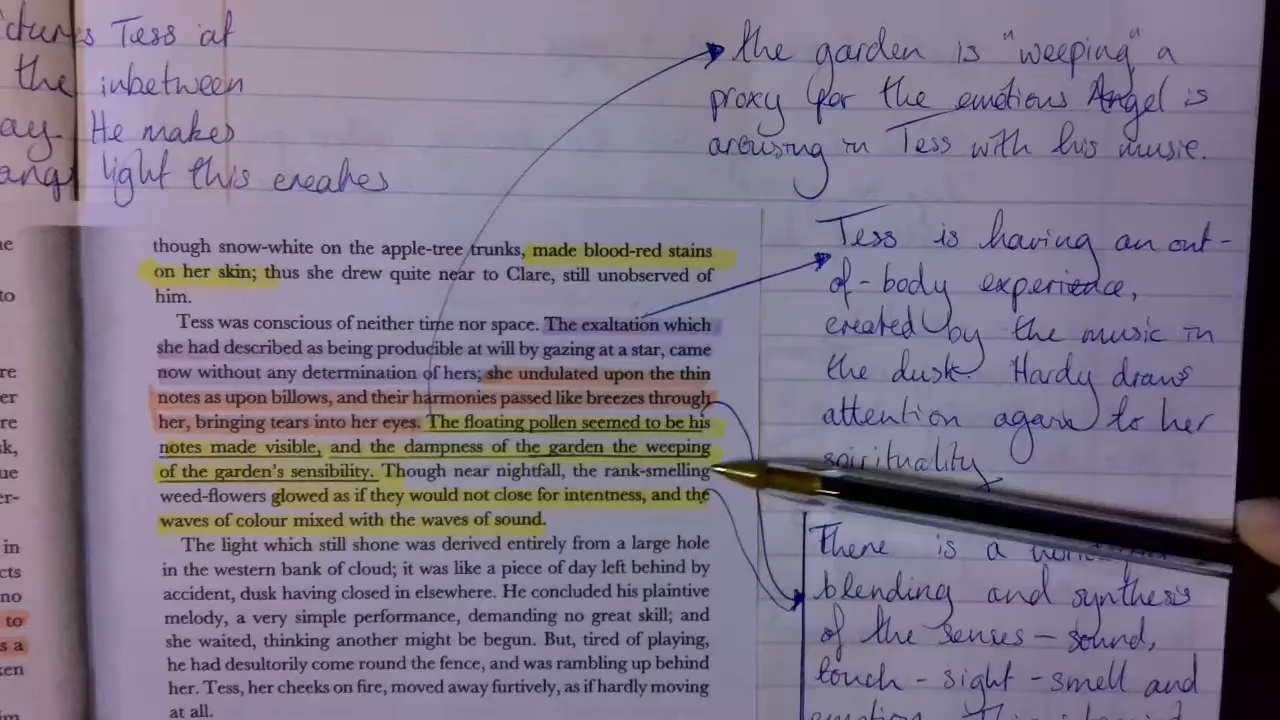 ctures Tess at
the inbetween
ay. He makes
light this creates
the garden is "weeping" a
proxy for the emotions Angel is
arousing in Tess with his music.
Tess is having an out-
of-body experience,
created by the music in
the dusk. Hardy draws
attention again to her
spirituality
There is a
blending and synthesis
of the senses – sound,
touch - sight - smell and
though snow-white on the apple-tree trunks, made blood-red stains
on her skin; thus she drew quite near to Clare, still unobserved of
him.
Tess was conscious of neither time nor space. The exaltation which
she had described as being producible at will by gazing at a star, came
now without any determination of hers; she undulated upon the thin
notes as upon billows, and their harmonies passed like breezes through
her, bringing tears into her eyes. The floating pollen seemed to be his
notes made visible, and the dampness of the garden the weeping
of the garden's sensibility. Though near nightfall, the rank-smelling
weed-flowers glowed as if they would not close for intentness, and the
waves of colour mixed with the waves of sound.
The light which still shone was derived entirely from a large hole
in the western bank of cloud; it was like a piece of day left behind by
accident, dusk having closed in elsewhere. He concluded his plaintive
melody, a very simple performance, demanding no great skill; and
she waited, thinking another might be begun. But, tired of playing,
he had desultorily come round the fence, and was rambling up behind
her. Tess, her cheeks on fire, moved away furtively, as if hardly moving
at all.